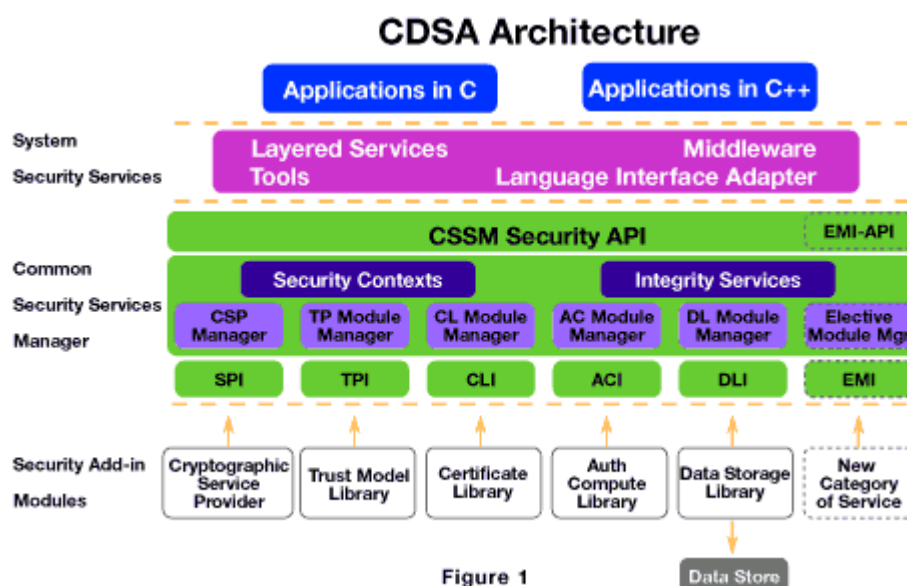 CDSA Architecture
Applications in C
Applications in C++
System
Security Services
Layered Services
Middleware
Tools
Language Interface Adapter
CSSM Security API
EMI-API
Common
Security Services
Manager
Security Contexts
Integrity Services
CSP
Manager
TP Module
Manager
CL Module
Manager
AC Module
Manager
DL Module
Manager
Elective
Module Mgr
SPI
TPI
CLI
ACI
DLI
EMI
Security Add-in
Modules
Cryptographic
Service
Provider
Trust Model
Library
Certificate
Library
Auth
Compute
Library
Data Storage
Library
New
Category
of Service
Figure 1
Data Store